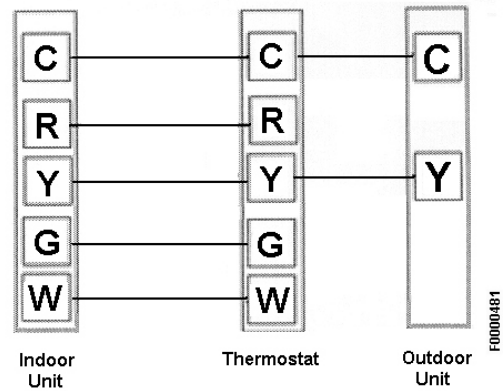 C C C
R R
Y Y Y
G G
W W
Indoor Unit
Thermostat
Outdoor Unit
F0000481